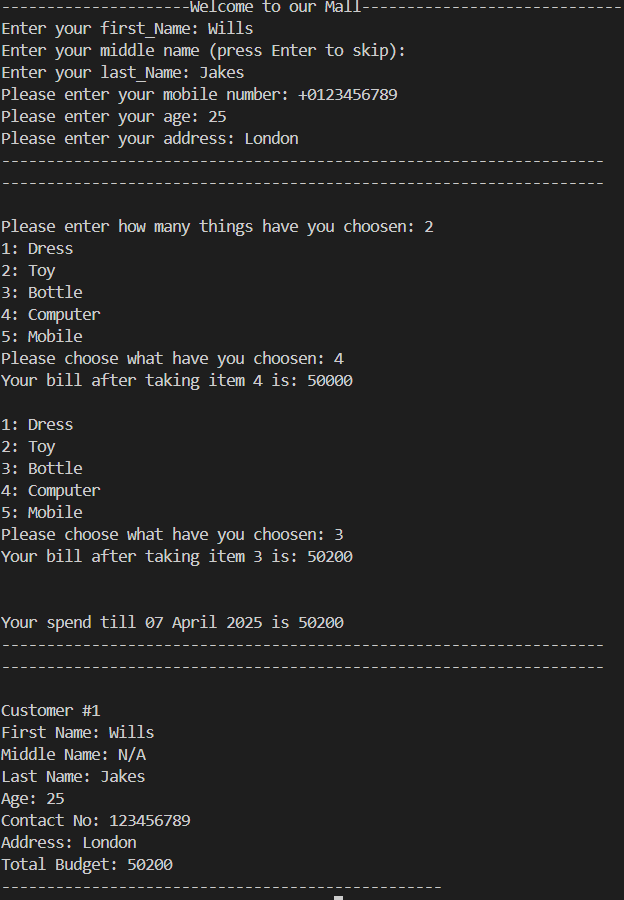 ---------------------Welcome to our Mall-----------------------------
Enter your first_Name: Wills
Enter your middle name (press Enter to skip):
Enter your last_Name: Jakes
Please enter your mobile number: +0123456789
Please enter your age: 25
Please enter your address: London
-------------------------------------------------------------------
-------------------------------------------------------------------
Please enter how many things have you choosen: 2
1: Dress
2: Toy
3: Bottle
4: Computer
5: Mobile
Please choose what have you choosen: 4
Your bill after taking item 4 is: 50000
1: Dress
2: Toy
3: Bottle
4: Computer
5: Mobile
Please choose what have you choosen: 3
Your bill after taking item 3 is: 50200
Your spend till 07 April 2025 is 50200
-------------------------------------------------------------------
-------------------------------------------------------------------
Customer #1
First Name: Wills
Middle Name: N/A
Last Name: Jakes
Age: 25
Contact No: 123456789
Address: London
Total Budget: 50200
-------------------------------------------------